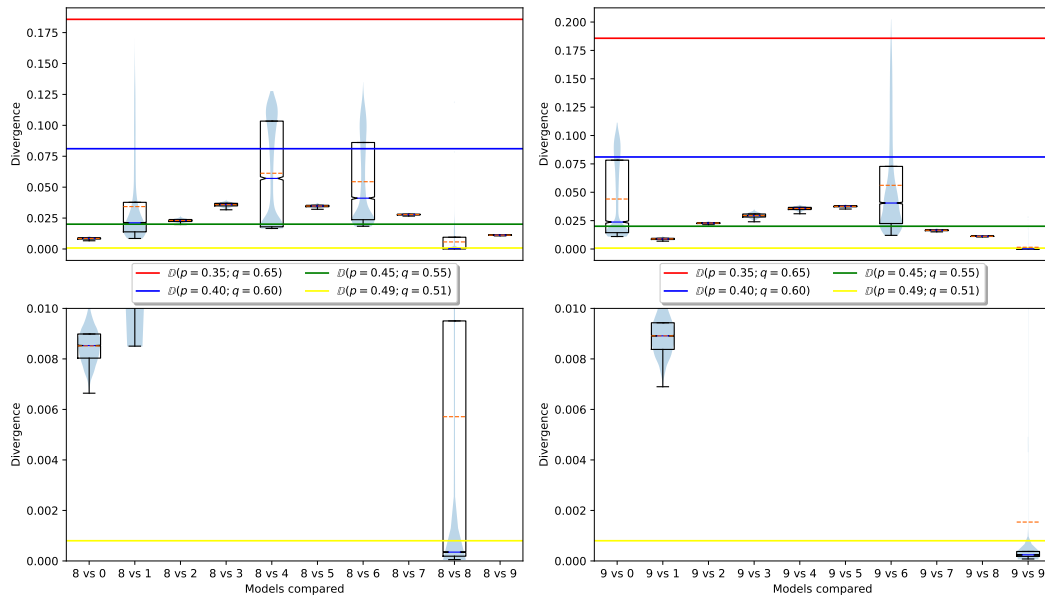 0.175
0.150
0.125
0.100
0.075
0.050
0.025
0.000
Divergence
0.200
0.175
0.150
0.125
0.100
0.075
0.050
0.025
0.000
Divergence
𝔻(p = 0.35; q = 0.65)
𝔻(p = 0.40; q = 0.60)
𝔻(p = 0.45; q = 0.55)
𝔻(p = 0.49; q = 0.51)
𝔻(p = 0.35; q = 0.65)
𝔻(p = 0.40; q = 0.60)
𝔻(p = 0.45; q = 0.55)
𝔻(p = 0.49; q = 0.51)
0.010
0.008
0.006
0.004
0.002
0.000
Divergence
8 vs 0 8 vs 1 8 vs 2 8 vs 3 8 vs 4 8 vs 5 8 vs 6 8 vs 7 8 vs 8 8 vs 9
Models compared
0.010
0.008
0.006
0.004
0.002
0.000
Divergence
9 vs 0 9 vs 1 9 vs 2 9 vs 3 9 vs 4 9 vs 5 9 vs 6 9 vs 7 9 vs 8 9 vs 9
Models compared